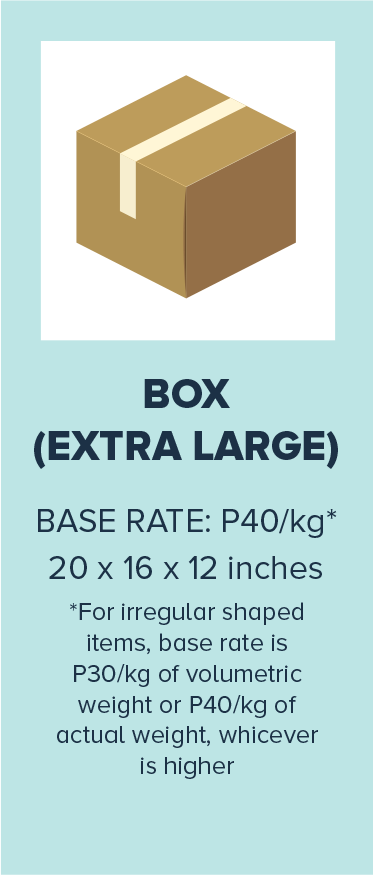 BOX
(EXTRA LARGE)
BASE RATE: P40/kg*
20 x 16 x 12 inches
*For irregular shaped
items, base rate is
P30/kg of volumetric
weight or P40/kg of
actual weight, whicever
is higher